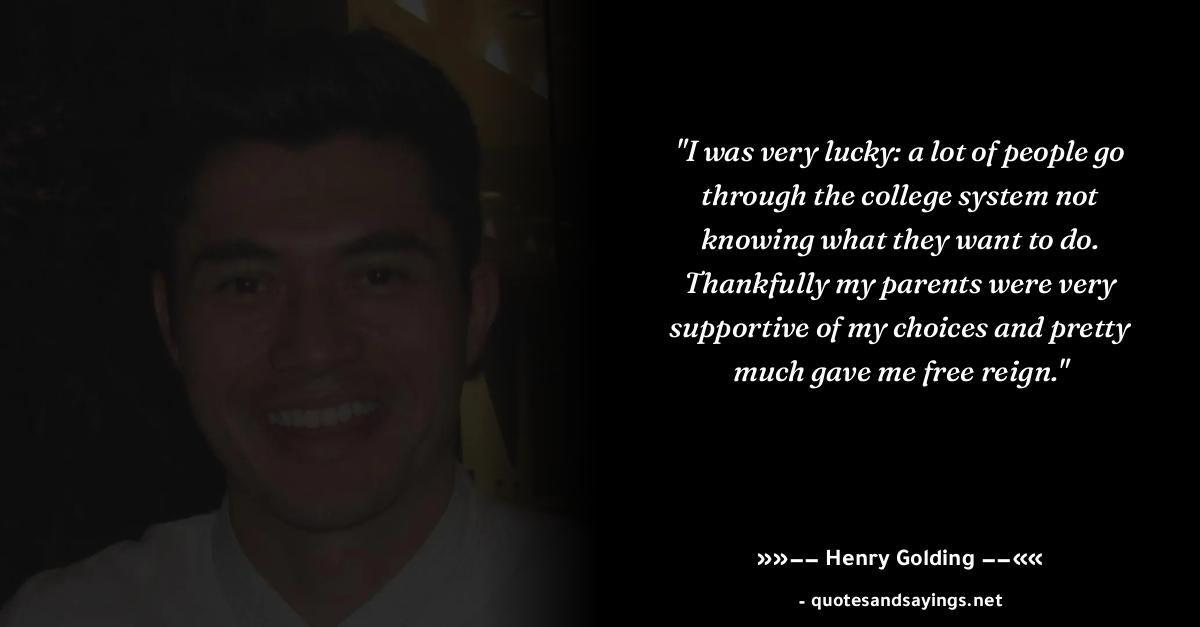 "I was very lucky: a lot of people go
through the college system not
knowing what they want to do.
Thankfully my parents were very
supportive of my choices and pretty
much gave me free reign."
»»−− Henry Golding −−««
- quotesandsayings.net